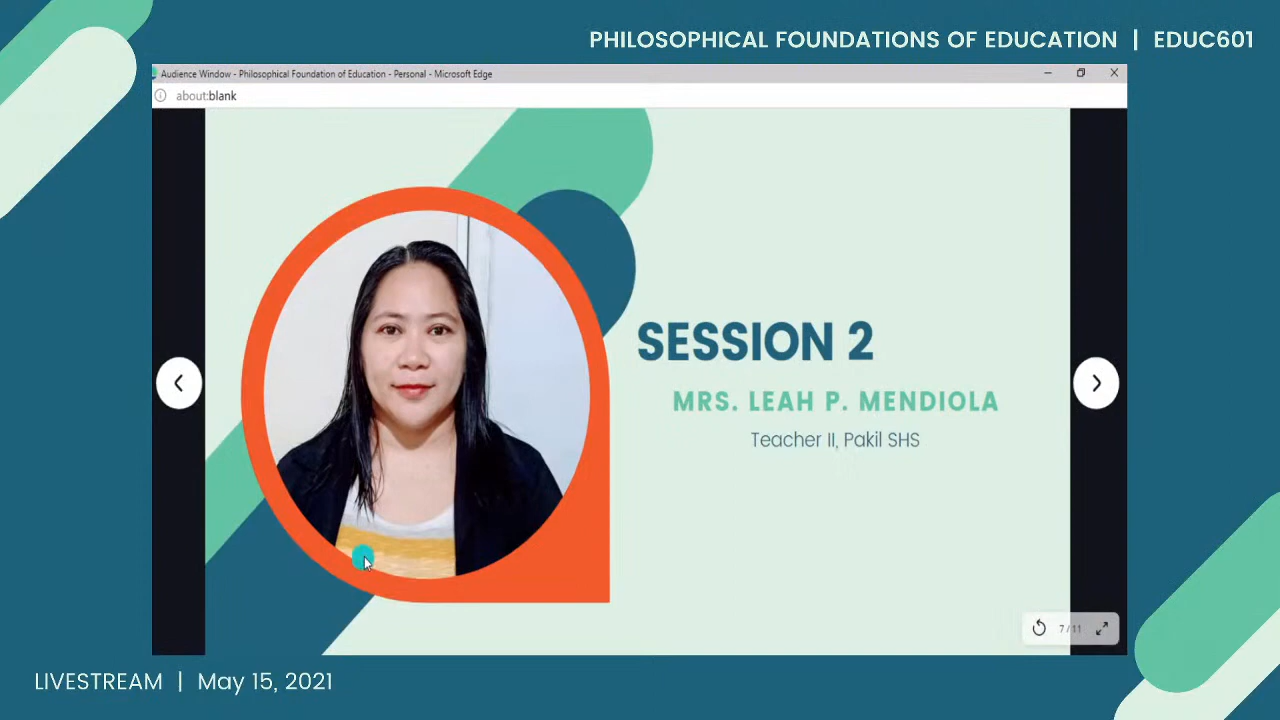 PHILOSOPHICAL FOUNDATIONS OF EDUCATION | EDUC601
Audience Window - Philosophical Foundation of Education - Personal - Microsoft Edge
about:blank
SESSION 2
MRS. LEAH P. MENDIOLA
Teacher II, Pakil SHS
7 / 11
LIVESTREAM | May 15, 2021